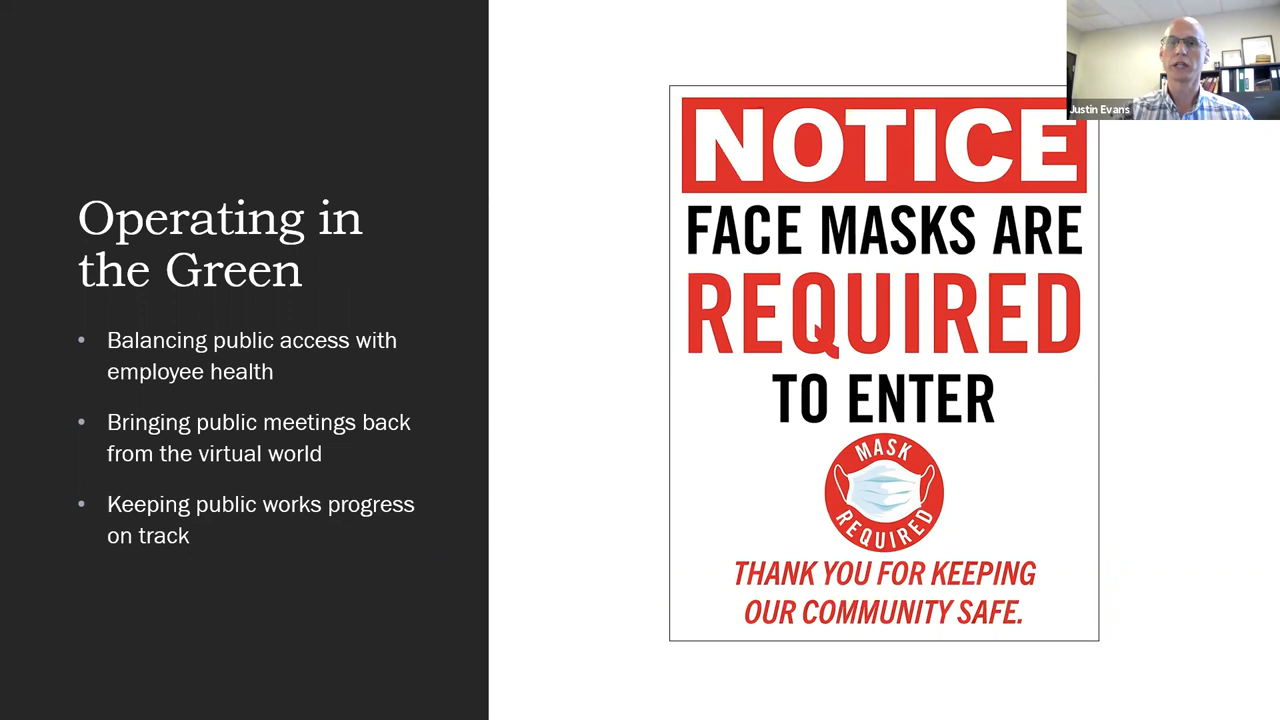 Operating in
the Green
• Balancing public access with
employee health
• Bringing public meetings back
from the virtual world
• Keeping public works progress
on track
Justin Evans
NOTICE
FACE MASKS ARE
REQUIRED
TO ENTER
MASK
REQUIRED
THANK YOU FOR KEEPING
OUR COMMUNITY SAFE.